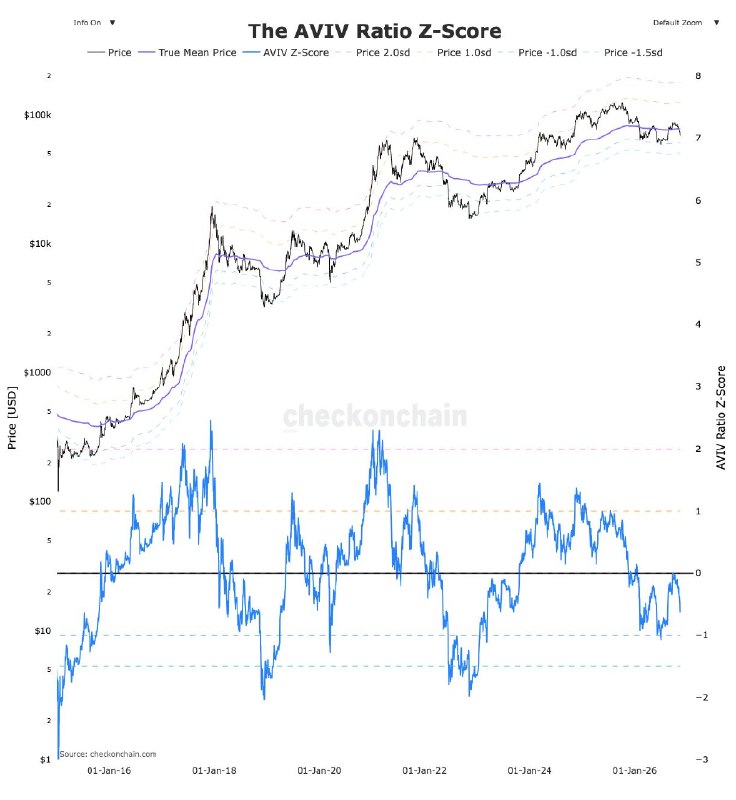 Info On ▼
Default Zoom ▼
The AVIV Ratio Z-Score
Price True Mean Price AVIV Z-Score Price 2.0sd Price 1.0sd Price -1.0sd Price -1.5sd
2
$100k
5
2
$10k
5
2
$1000
5
2
$100
5
2
$10
5
2
$1
Price [USD]
8
7
6
5
4
3
2
1
0
−1
−2
−3
AVIV Ratio Z-Score
checkonchain
Source: checkonchain.com
01-Jan-16 01-Jan-18 01-Jan-20 01-Jan-22 01-Jan-24 01-Jan-26